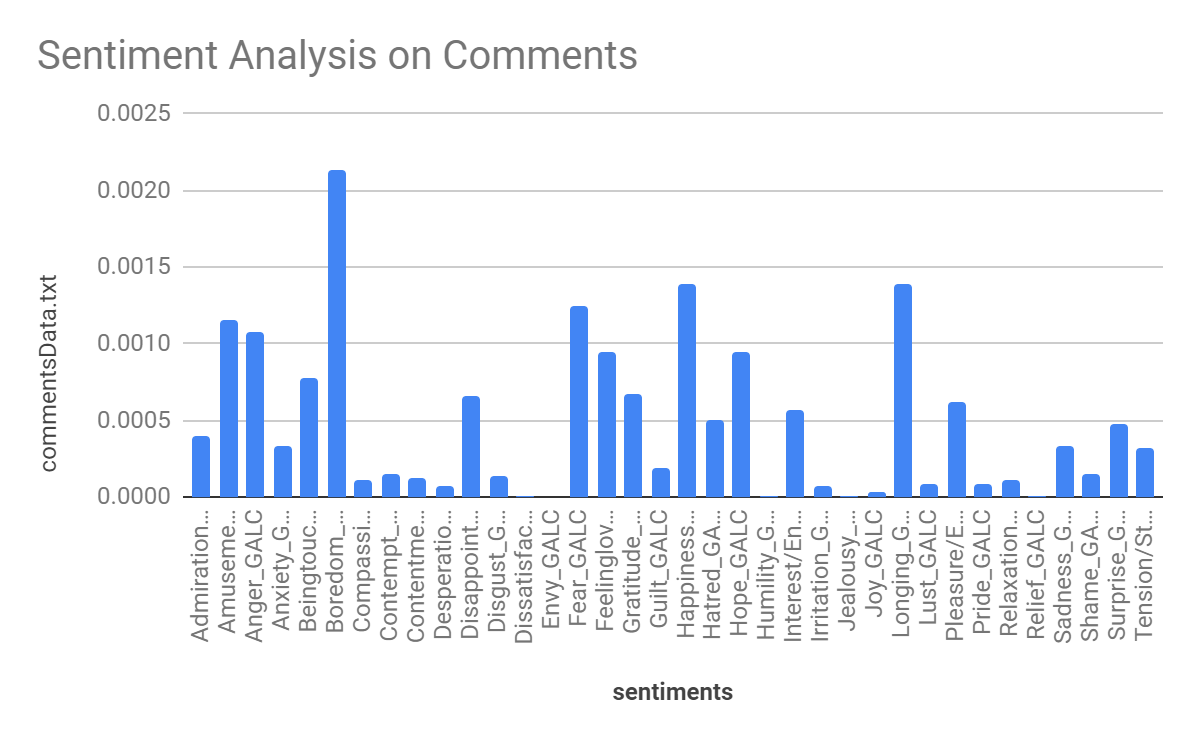 Sentiment Analysis on Comments
0.0025
0.0020
0.0015
0.0010
0.0005
0.0000
commentsData.txt
Admiration…
Amuseme…
Anger_GALC
Anxiety_G…
Beingtouc…
Boredom_…
Compassi…
Contempt_…
Contentme…
Desperatio…
Disappoint…
Disgust_G…
Dissatisfac…
Envy_GALC
Fear_GALC
Feelinglov…
Gratitude_…
Guilt_GALC
Happiness…
Hatred_GA…
Hope_GALC
Humility_G…
Interest/En…
Irritation_G…
Jealousy_…
Joy_GALC
Longing_G…
Lust_GALC
Pleasure/E…
Pride_GALC
Relaxation…
Relief_GALC
Sadness_G…
Shame_GA…
Surprise_G…
Tension/St…
sentiments